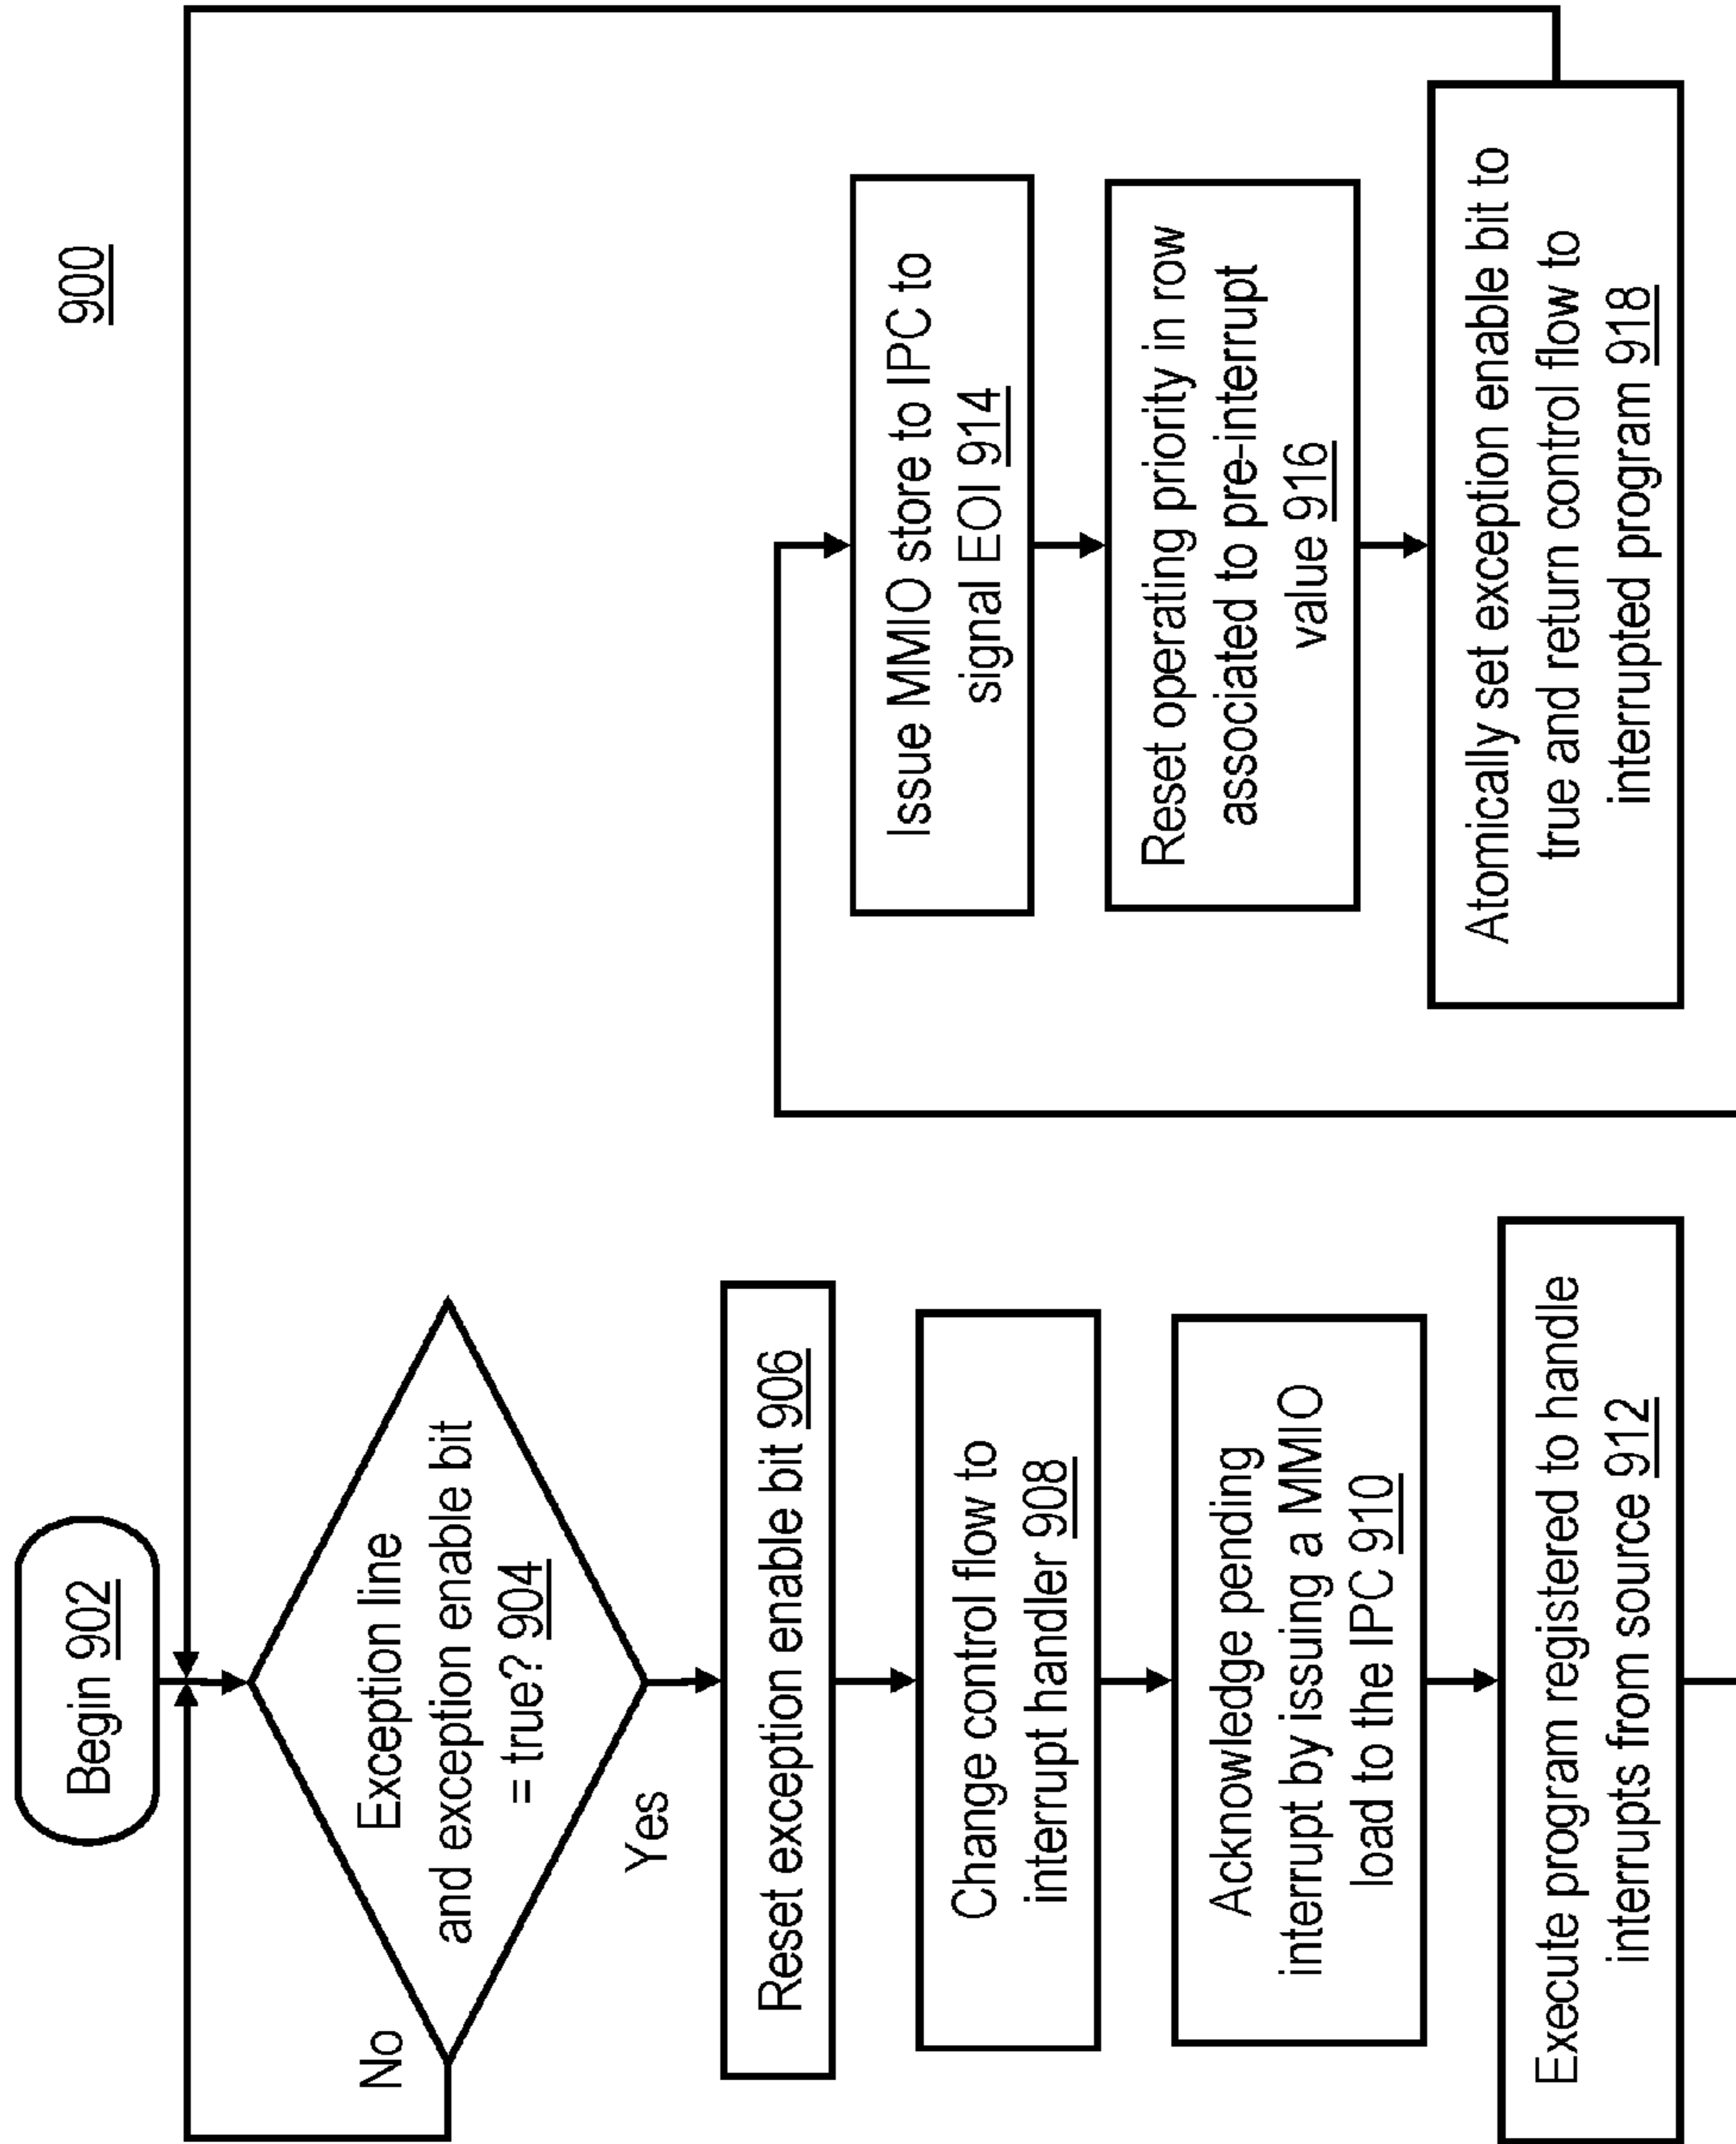 900
Begin 902
Exception line
and exception enable bit
= true? 904
No
Yes
Reset exception enable bit 906
Change control flow to
interrupt handler 908
Acknowledge pending
interrupt by issuing a MMIO
load to the IPC 910
Execute program registered to handle
interrupts from source 912
Issue MMIO store to IPC to
signal EOI 914
Reset operating priority in row
associated to pre-interrupt
value 916
Atomically set exception enable bit to
true and return control flow to
interrupted program 918